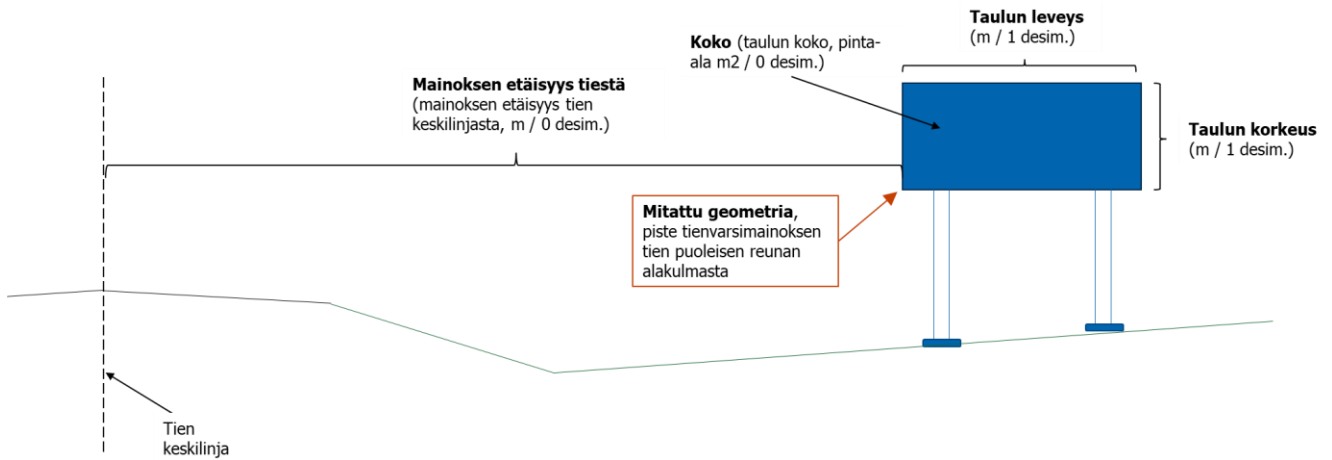 Taulun leveys
(m / 1 desim.)
Koko (taulun koko, pinta-
ala m2 / 0 desim.)
Mainoksen etäisyys tiestä
(mainoksen etäisyys tien
keskilinjasta, m / 0 desim.)
Taulun korkeus
(m / 1 desim.)
Mitattu geometria,
piste tienvarsimainoksen
tien puoleisen reunan
alakulmasta
Tien
keskilinja